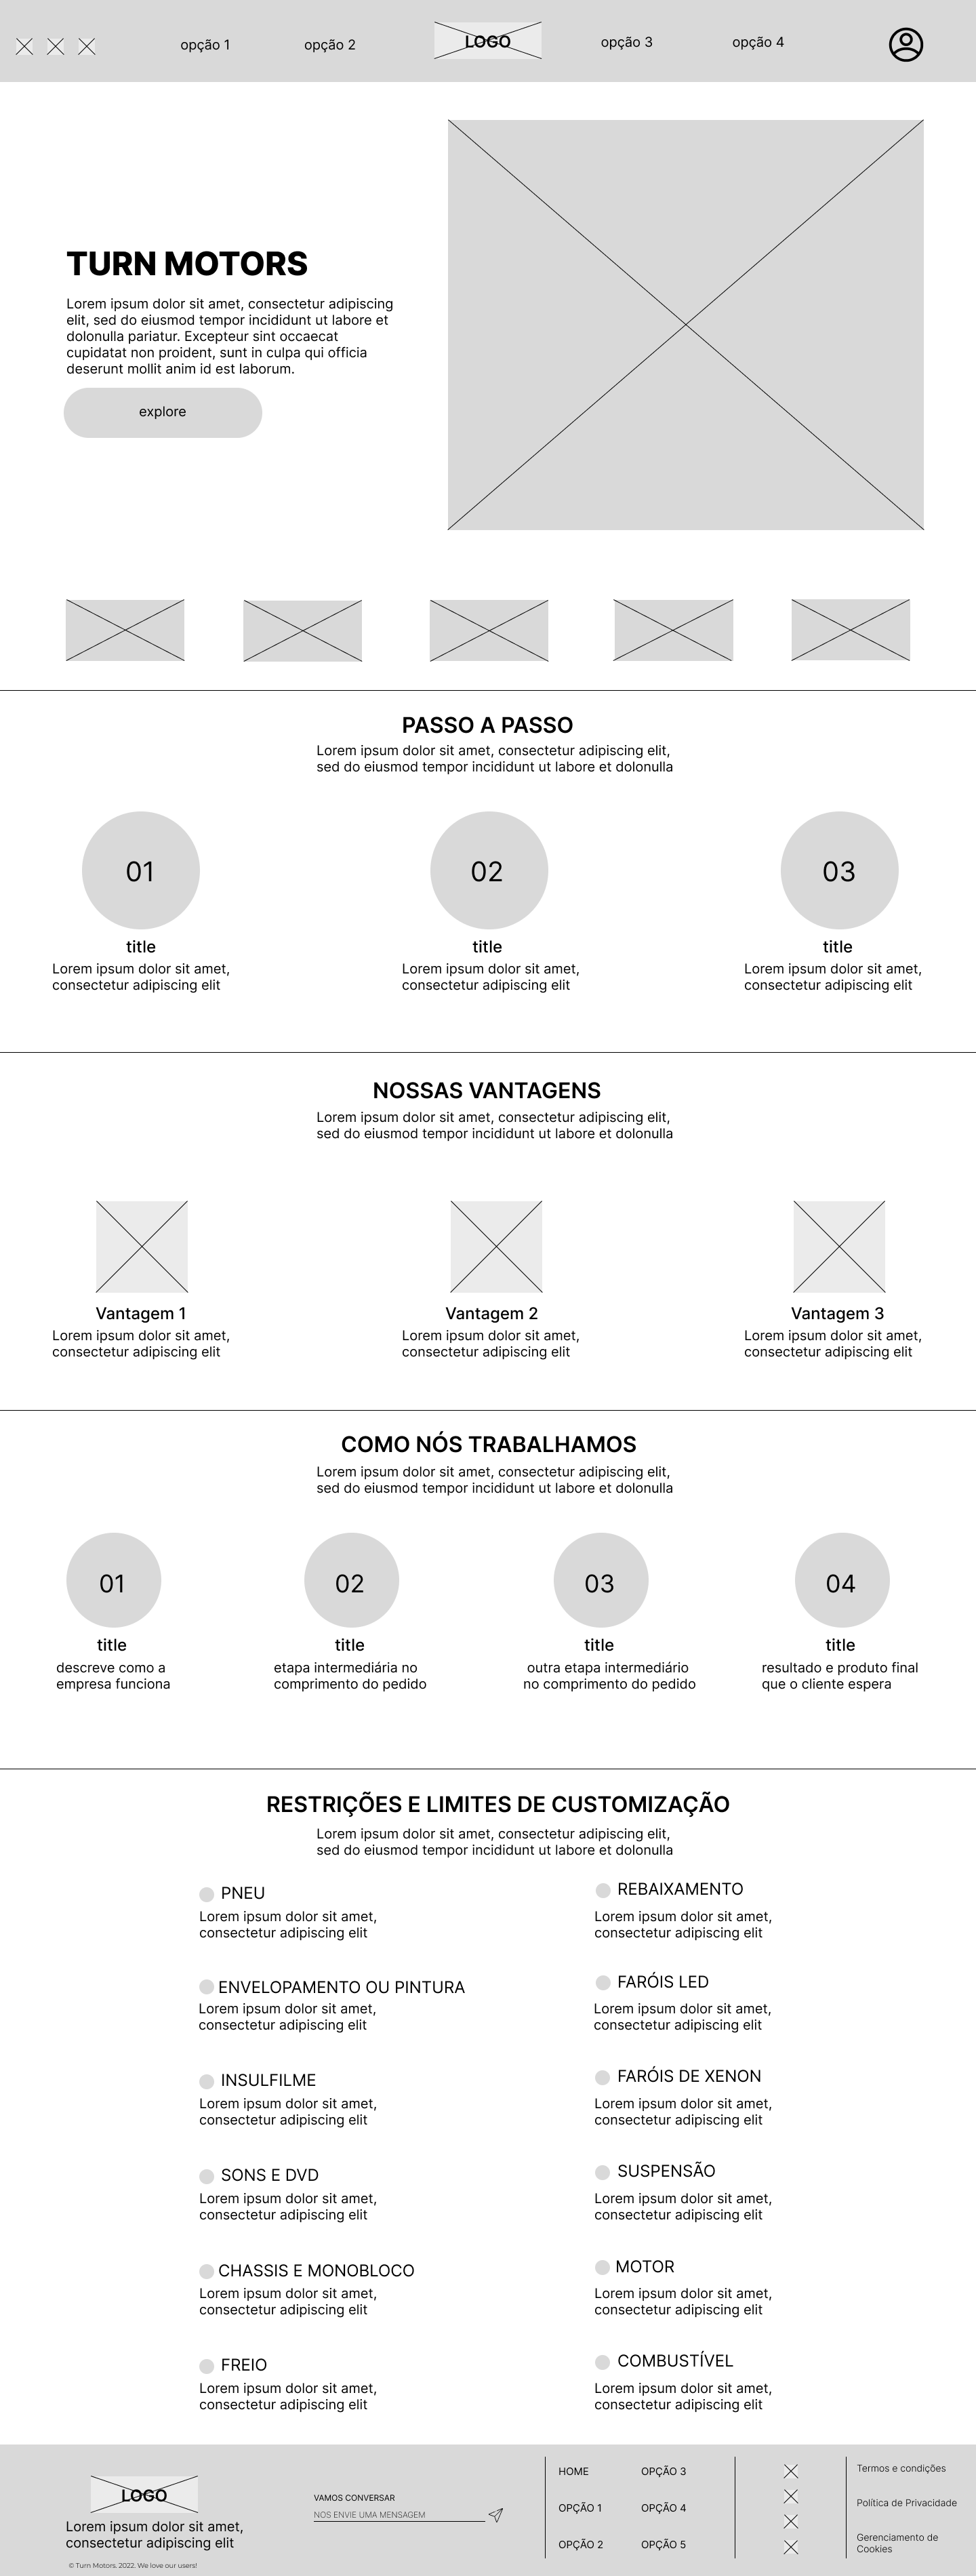 opção 1
opção 2
LOGO
opção 3
opção 4
TURN MOTORS
Lorem ipsum dolor sit amet, consectetur adipiscing
elit, sed do eiusmod tempor incididunt ut labore et
dolonulla pariatur. Excepteur sint occaecat
cupidatat non proident, sunt in culpa qui officia
deserunt mollit anim id est laborum.
explore
PASSO A PASSO
Lorem ipsum dolor sit amet, consectetur adipiscing elit,
sed do eiusmod tempor incididunt ut labore et dolonulla
01
title
Lorem ipsum dolor sit amet,
consectetur adipiscing elit
02
title
Lorem ipsum dolor sit amet,
consectetur adipiscing elit
03
title
Lorem ipsum dolor sit amet,
consectetur adipiscing elit
NOSSAS VANTAGENS
Lorem ipsum dolor sit amet, consectetur adipiscing elit,
sed do eiusmod tempor incididunt ut labore et dolonulla
Vantagem 1
Lorem ipsum dolor sit amet,
consectetur adipiscing elit
Vantagem 2
Lorem ipsum dolor sit amet,
consectetur adipiscing elit
Vantagem 3
Lorem ipsum dolor sit amet,
consectetur adipiscing elit
COMO NÓS TRABALHAMOS
Lorem ipsum dolor sit amet, consectetur adipiscing elit,
sed do eiusmod tempor incididunt ut labore et dolonulla
01
title
descreve como a
empresa funciona
02
title
etapa intermediária no
comprimento do pedido
03
title
outra etapa intermediário
no comprimento do pedido
04
title
resultado e produto final
que o cliente espera
RESTRIÇÕES E LIMITES DE CUSTOMIZAÇÃO
Lorem ipsum dolor sit amet, consectetur adipiscing elit,
sed do eiusmod tempor incididunt ut labore et dolonulla
PNEU
Lorem ipsum dolor sit amet,
consectetur adipiscing elit
ENVELOPAMENTO OU PINTURA
Lorem ipsum dolor sit amet,
consectetur adipiscing elit
INSULFILME
Lorem ipsum dolor sit amet,
consectetur adipiscing elit
SONS E DVD
Lorem ipsum dolor sit amet,
consectetur adipiscing elit
CHASSIS E MONOBLOCO
Lorem ipsum dolor sit amet,
consectetur adipiscing elit
FREIO
Lorem ipsum dolor sit amet,
consectetur adipiscing elit
REBAIXAMENTO
Lorem ipsum dolor sit amet,
consectetur adipiscing elit
FARÓIS LED
Lorem ipsum dolor sit amet,
consectetur adipiscing elit
FARÓIS DE XENON
Lorem ipsum dolor sit amet,
consectetur adipiscing elit
SUSPENSÃO
Lorem ipsum dolor sit amet,
consectetur adipiscing elit
MOTOR
Lorem ipsum dolor sit amet,
consectetur adipiscing elit
COMBUSTÍVEL
Lorem ipsum dolor sit amet,
consectetur adipiscing elit
LOGO
Lorem ipsum dolor sit amet,
consectetur adipiscing elit
© Turn Motors. 2022. We love our users!
VAMOS CONVERSAR
NOS ENVIE UMA MENSAGEM
HOME
OPÇÃO 1
OPÇÃO 2
OPÇÃO 3
OPÇÃO 4
OPÇÃO 5
Termos e condições
Política de Privacidade
Gerenciamento de
Cookies